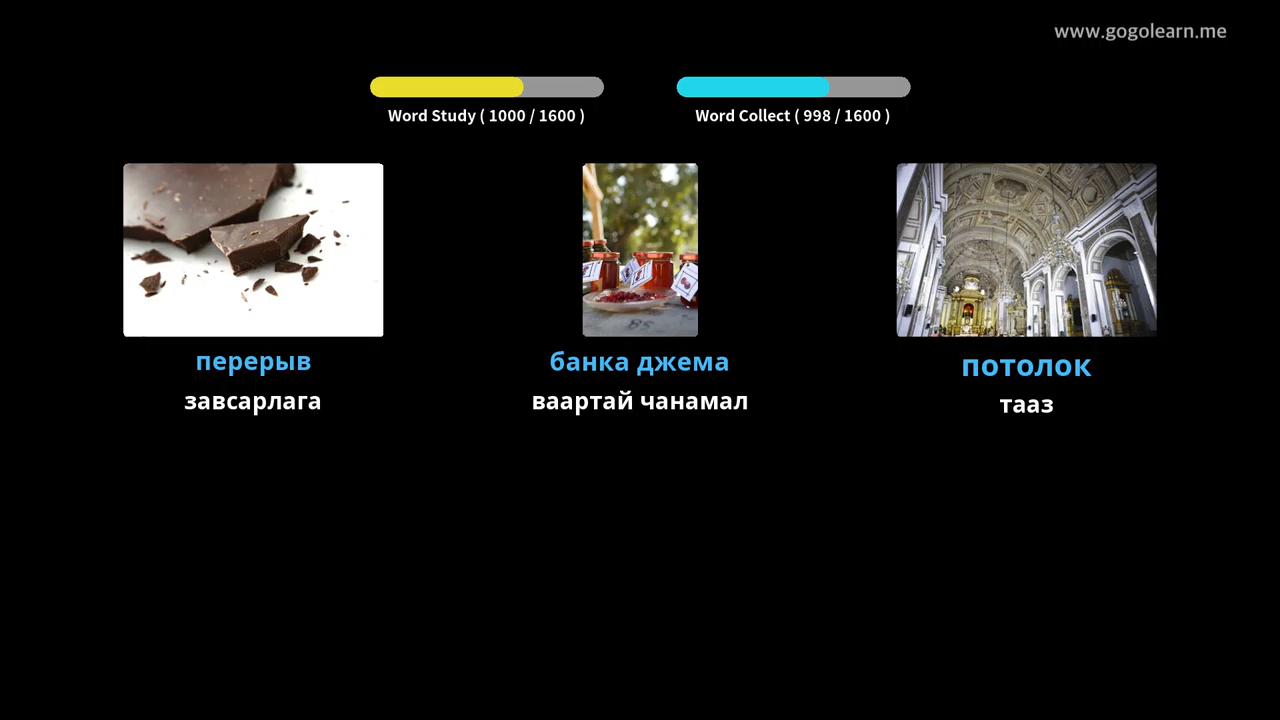 www.gogolearn.me
Word Study ( 1000 / 1600 )
Word Collect ( 998 / 1600 )
перерыв
завсарлага
банка джема
ваартай чанамал
потолок
тааз